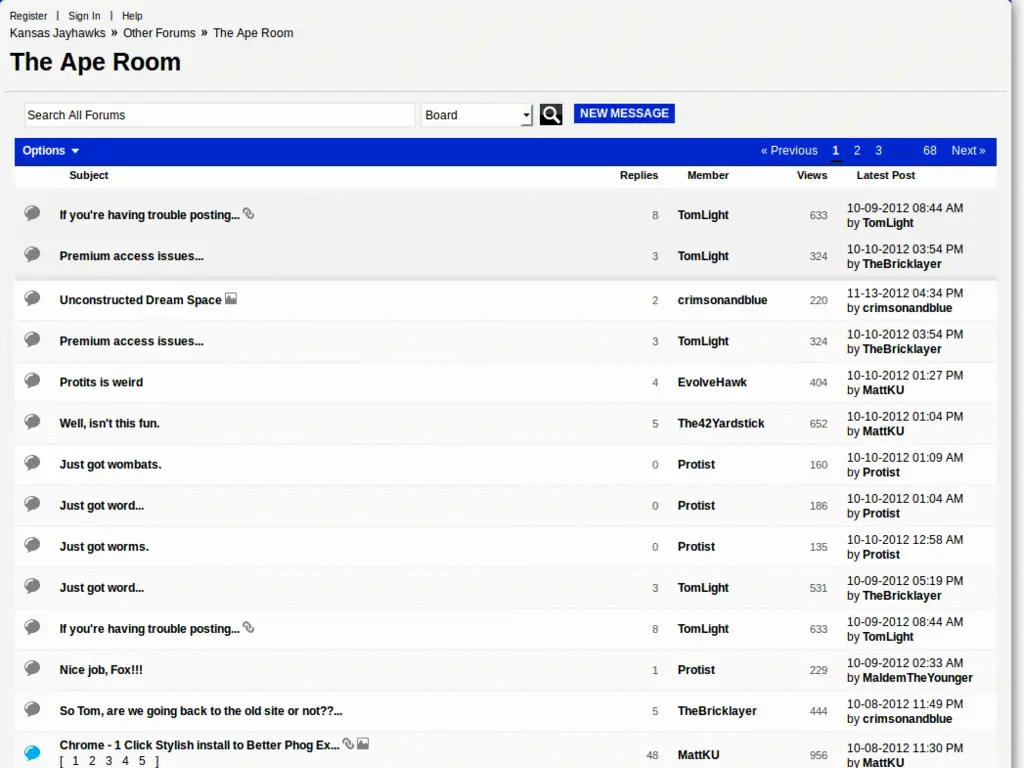 Register | Sign In | Help
Kansas Jayhawks » Other Forums » The Ape Room
The Ape Room
Search All Forums Board NEW MESSAGE
Options « Previous 1 2 3 68 Next »
Subject Replies Member Views Latest Post
If you're having trouble posting... 8 TomLight 633 10-09-2012 08:44 AM
by TomLight
Premium access issues... 3 TomLight 324 10-10-2012 03:54 PM
by TheBricklayer
Unconstructed Dream Space 2 crimsonandblue 220 11-13-2012 04:34 PM
by crimsonandblue
Premium access issues... 3 TomLight 324 10-10-2012 03:54 PM
by TheBricklayer
Protits is weird 4 EvolveHawk 404 10-10-2012 01:27 PM
by MattKU
Well, isn't this fun. 5 The42Yardstick 652 10-10-2012 01:04 PM
by MattKU
Just got wombats. 0 Protist 160 10-10-2012 01:09 AM
by Protist
Just got word... 0 Protist 186 10-10-2012 01:04 AM
by Protist
Just got worms. 0 Protist 135 10-10-2012 12:58 AM
by Protist
Just got word... 3 TomLight 531 10-09-2012 05:19 PM
by TheBricklayer
If you're having trouble posting... 8 TomLight 633 10-09-2012 08:44 AM
by TomLight
Nice job, Fox!!! 1 Protist 229 10-09-2012 02:33 AM
by MaldemTheYounger
So Tom, are we going back to the old site or not??... 5 TheBricklayer 444 10-08-2012 11:49 PM
by crimsonandblue
Chrome - 1 Click Stylish install to Better Phog Ex... 48 MattKU 956 10-08-2012 11:30 PM
[ 1 2 3 4 5 ] by MattKU